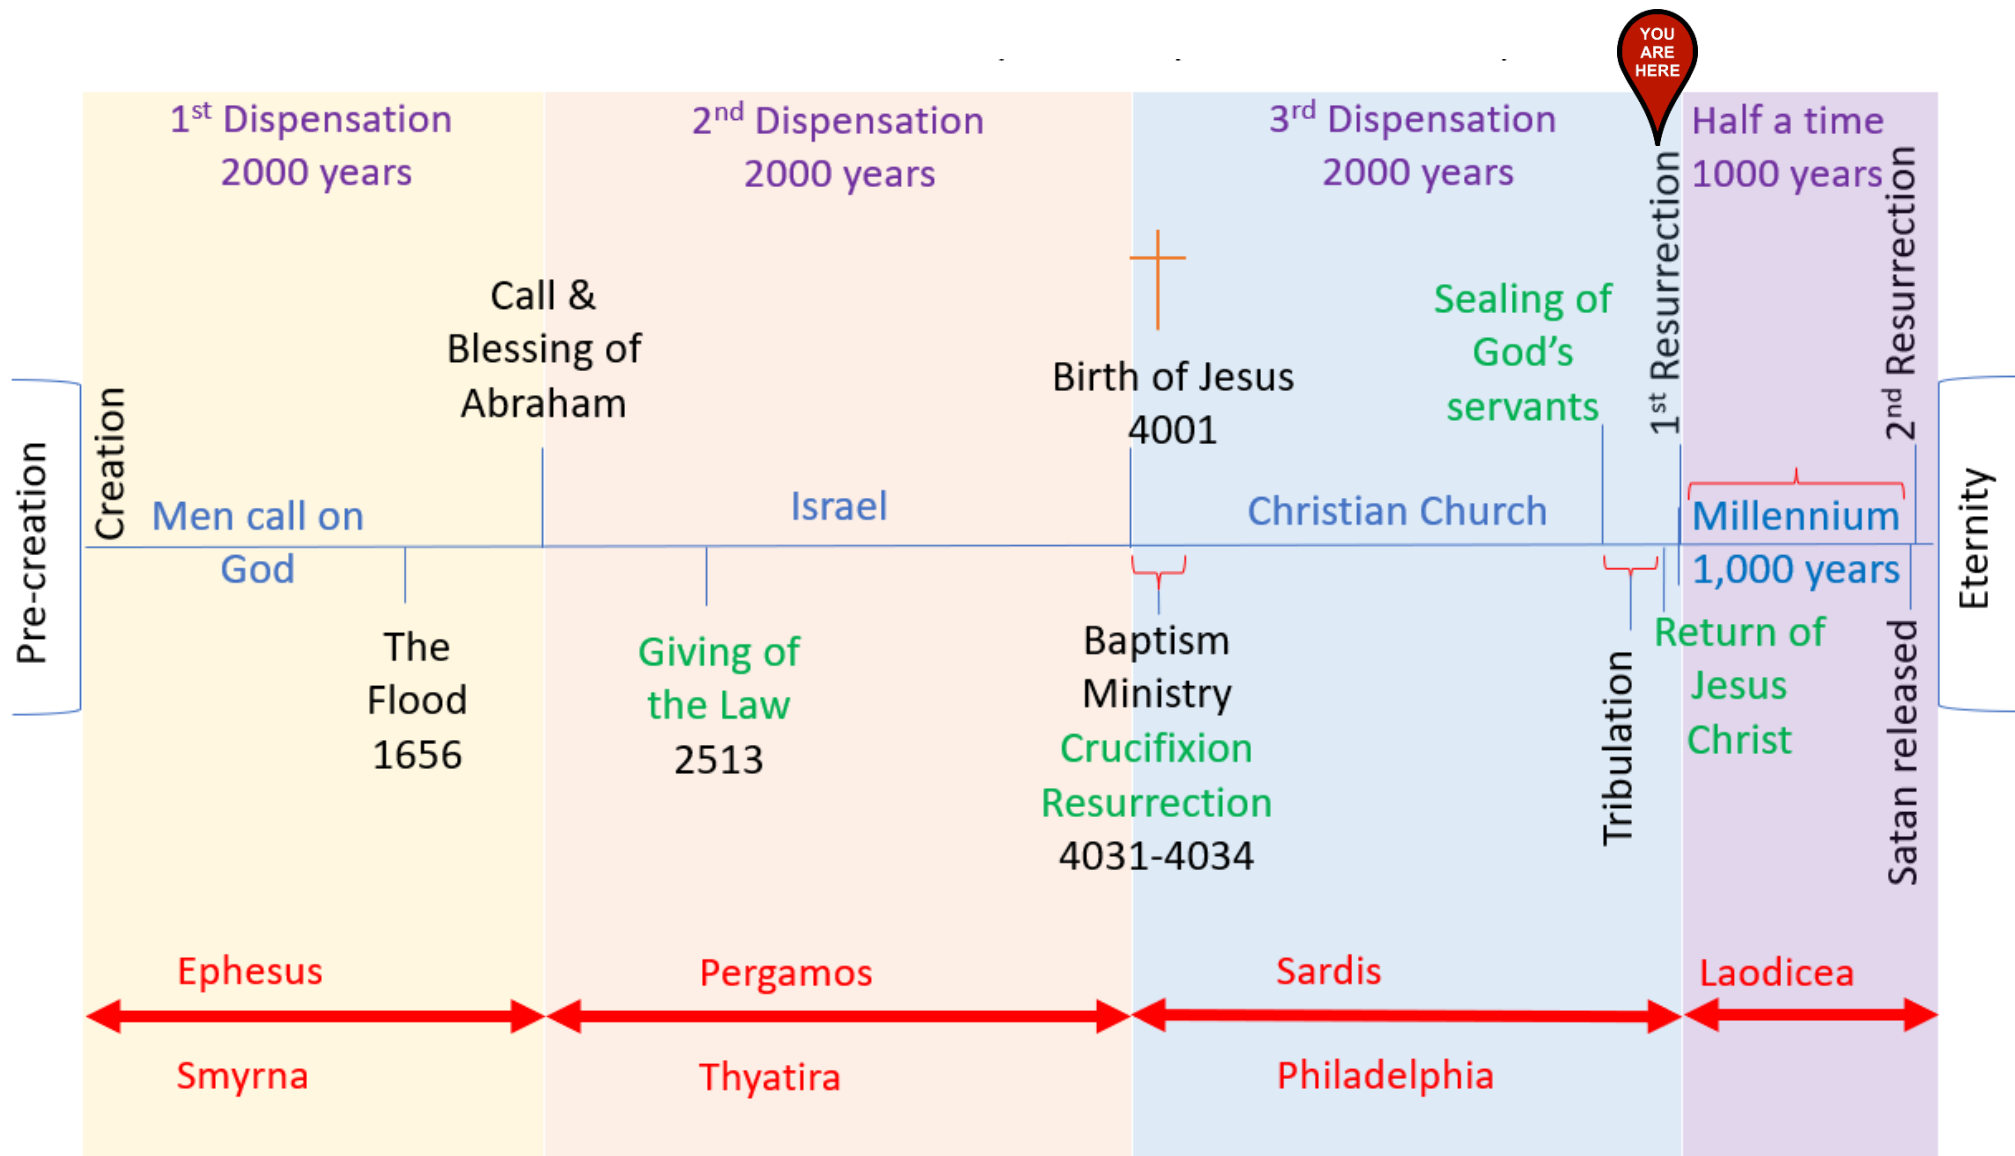 YOU
ARE
HERE
1st Dispensation
2000 years
2nd Dispensation
2000 years
3rd Dispensation
2000 years
Half a time
1000 years
Pre-creation
Creation
Men call on
God
The
Flood
1656
Call &
Blessing of
Abraham
Israel
Giving of
the Law
2513
Birth of Jesus
4001
Baptism
Ministry
Crucifixion
Resurrection
4031-4034
Christian Church
Sealing of
God's
servants
Tribulation
1st Resurrection
Return of
Jesus
Christ
Millennium
1,000 years
2nd Resurrection
Satan released
Eternity
Ephesus
Smyrna
Pergamos
Thyatira
Sardis
Philadelphia
Laodicea